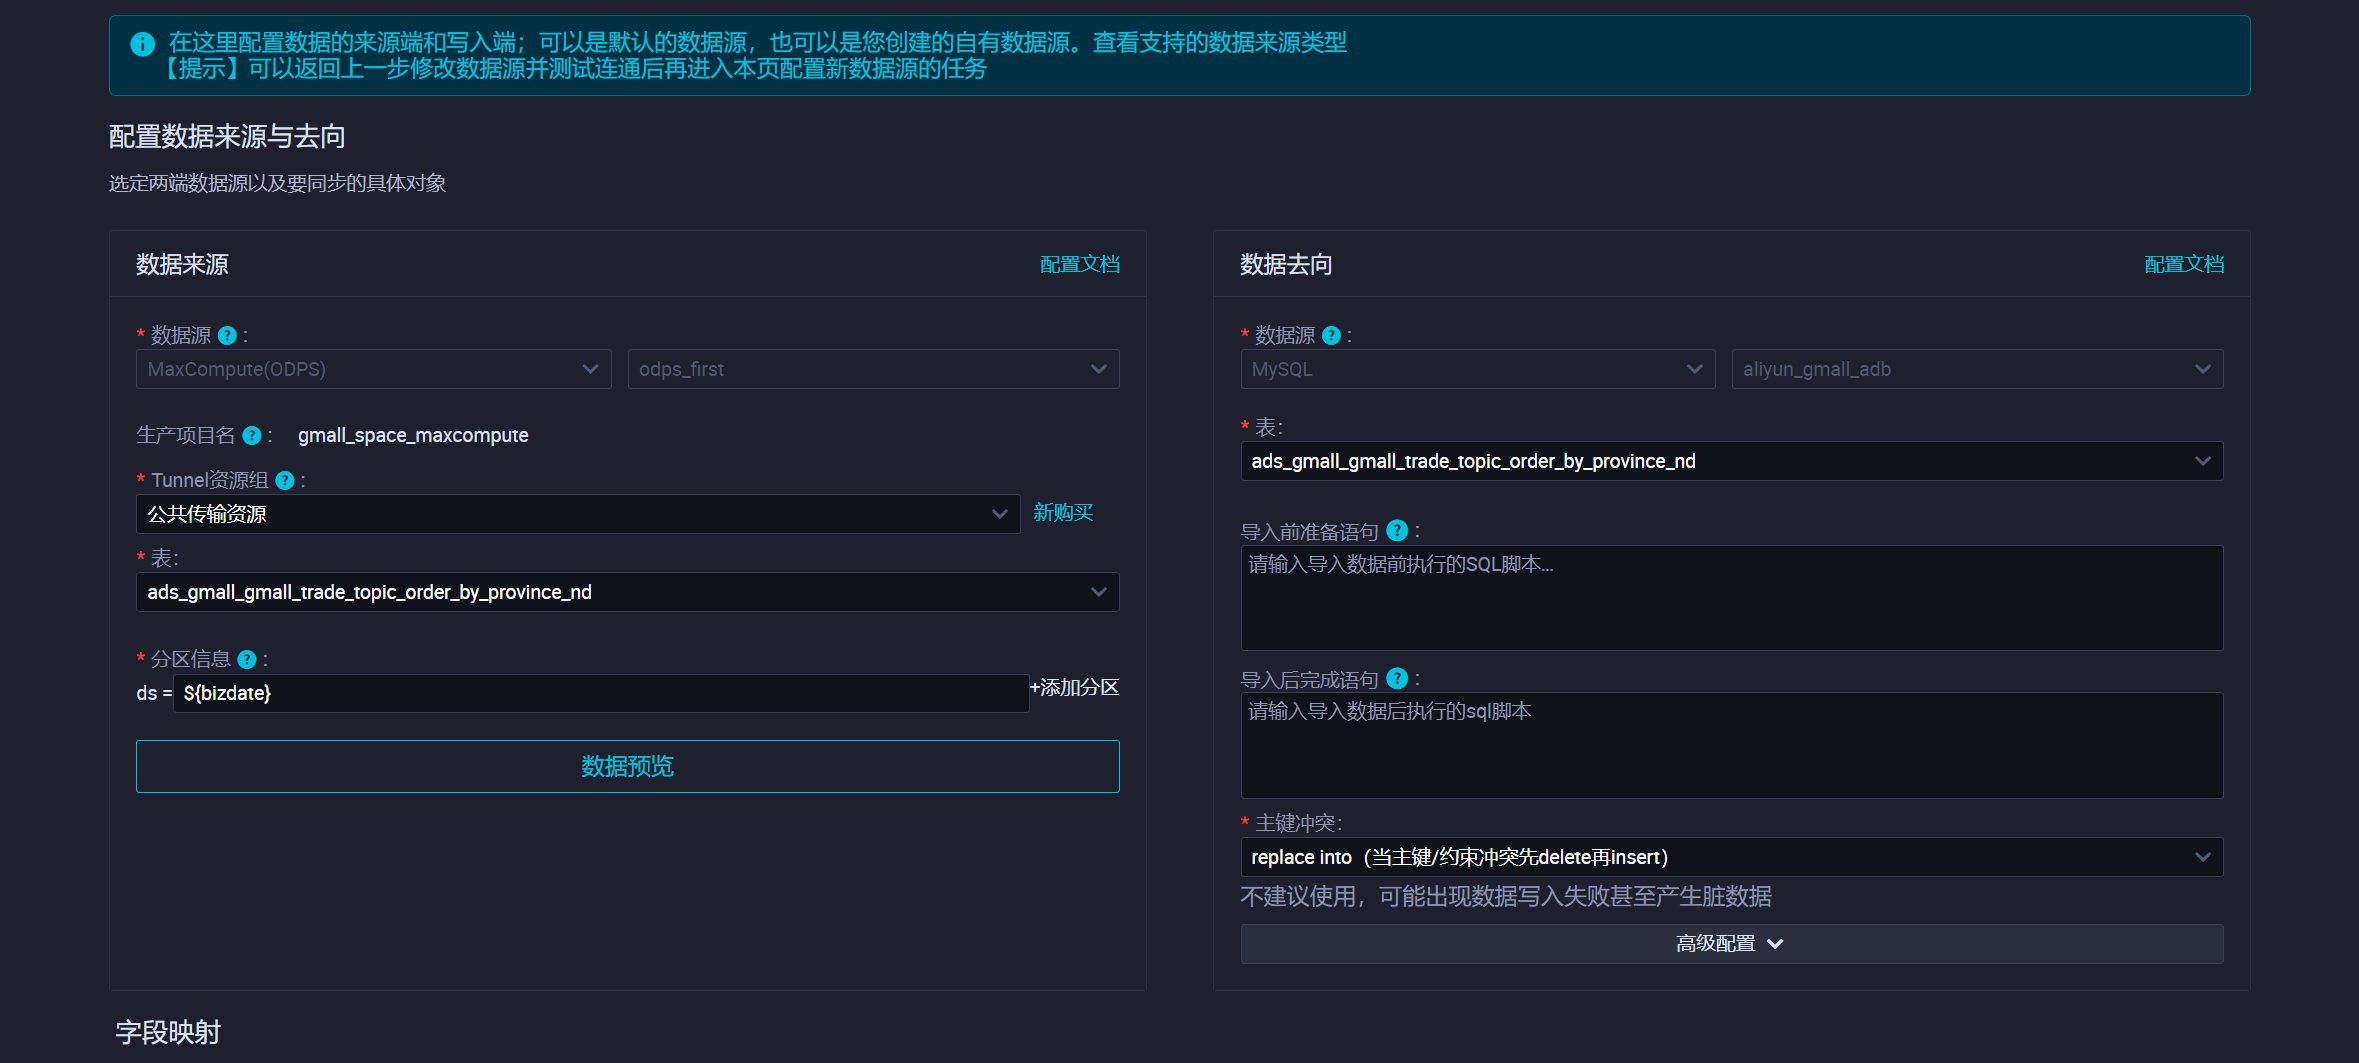 在这里配置数据的来源端和写入端；可以是默认的数据源，也可以是您创建的自有数据源。查看支持的数据来源类型
【提示】可以返回上一步修改数据源并测试连通后再进入本页配置新数据源的任务
配置数据来源与去向
选定两端数据源以及要同步的具体对象
数据来源
配置文档
* 数据源 ? :
MaxCompute(ODPS)
odps_first
生产项目名 ? : gmall_space_maxcompute
* Tunnel资源组 ? :
公共传输资源
新购买
* 表:
ads_gmall_gmall_trade_topic_order_by_province_nd
* 分区信息 ? :
ds = ${bizdate} +添加分区
数据预览
数据去向
配置文档
* 数据源 ? :
MySQL
aliyun_gmall_adb
* 表:
ads_gmall_gmall_trade_topic_order_by_province_nd
导入前准备语句 ? :
请输入导入数据前执行的SQL脚本...
导入后完成语句 ? :
请输入导入数据后执行的sql脚本
* 主键冲突:
replace into（当主键/约束冲突先delete再insert）
不建议使用，可能出现数据写入失败甚至产生脏数据
高级配置
字段映射